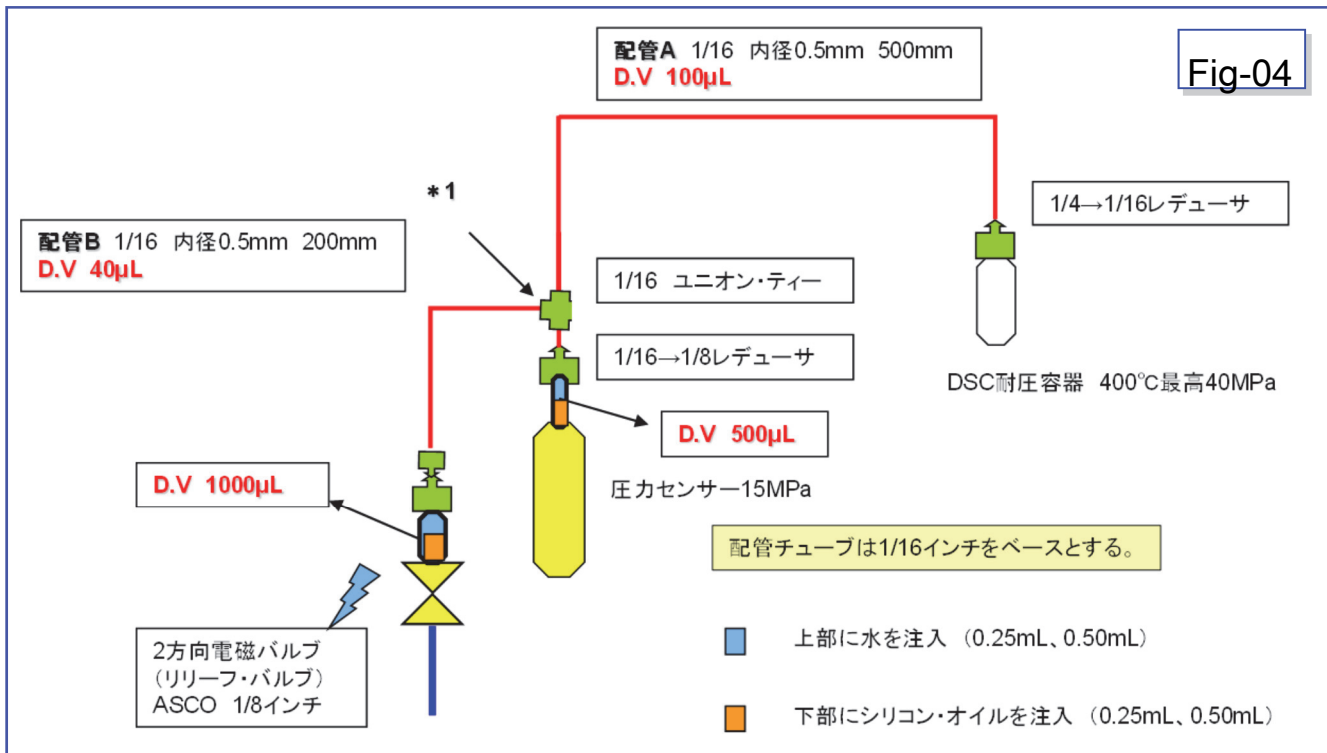 配管A 1/16 内径0.5mm 500mm
D.V 100μL
Fig-04
*1
1/4→1/16レデューサ
配管B 1/16 内径0.5mm 200mm
D.V 40μL
1/16 ユニオン・ティー
1/16→1/8レデューサ
DSC耐圧容器 400℃最高40MPa
D.V 500μL
D.V 1000μL
圧力センサー15MPa
配管チューブは1/16インチをベースとする。
2方向電磁バルブ
(リリーフ・バルブ)
ASCO 1/8インチ
上部に水を注入 (0.25mL、0.50mL)
下部にシリコン・オイルを注入 (0.25mL、0.50mL)